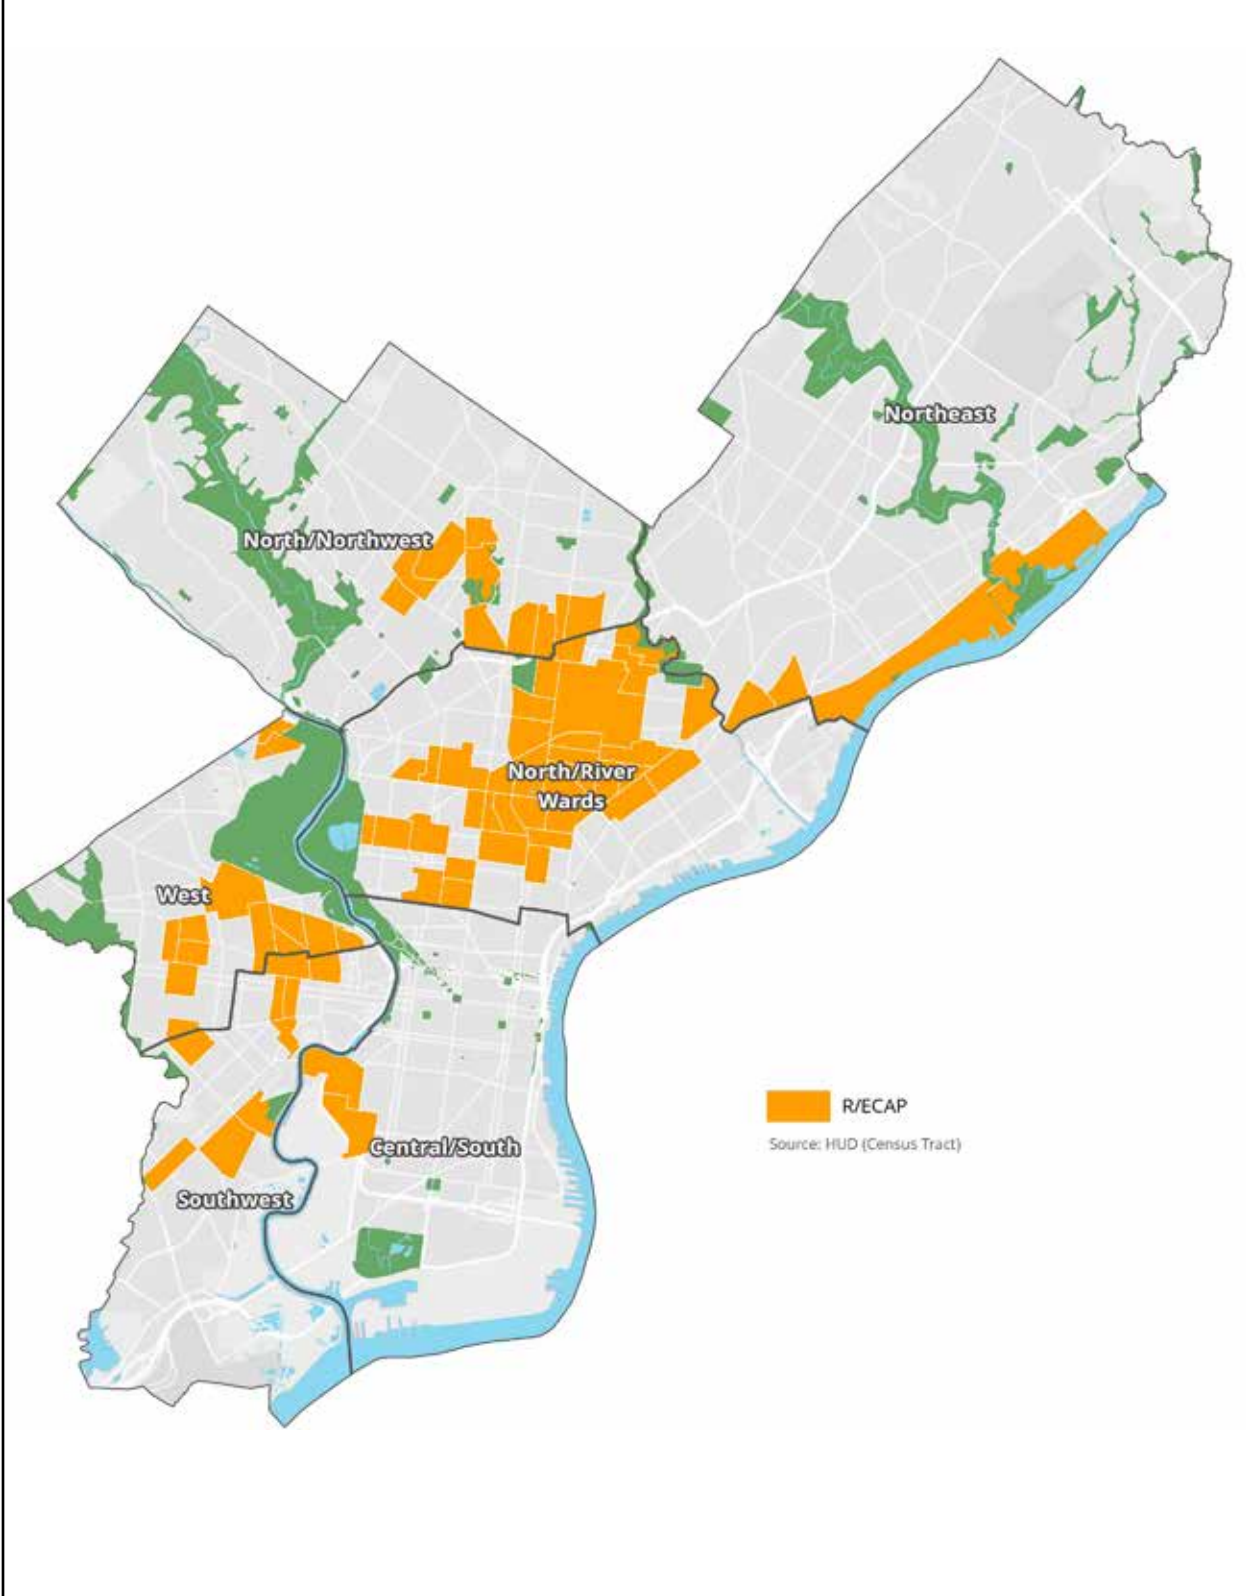 Northeast
North/Northwest
North/River
Wards
West
R/ECAP
Source: HUD (Census Tract)
Central/South
Southwest